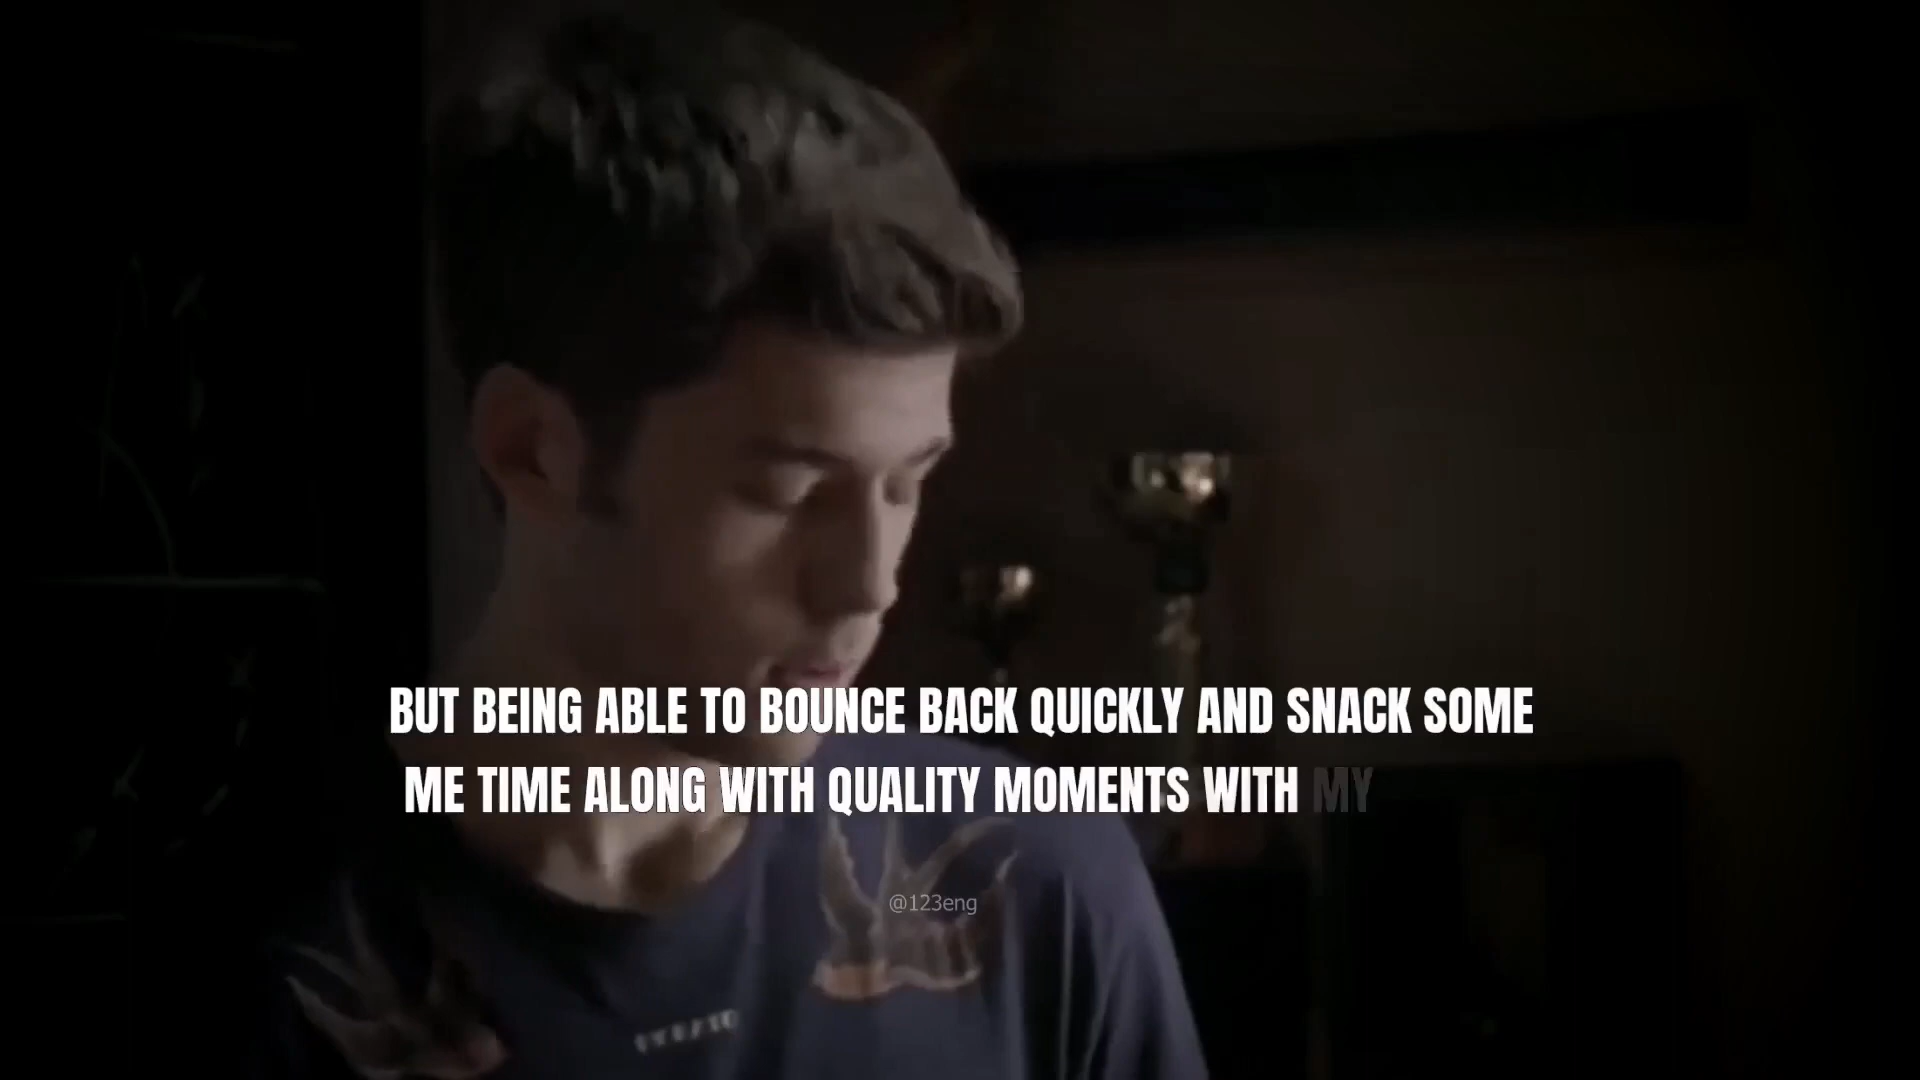 BUT BEING ABLE TO BOUNCE BACK QUICKLY AND SNACK SOME
ME TIME ALONG WITH QUALITY MOMENTS WITH MY
@123eng